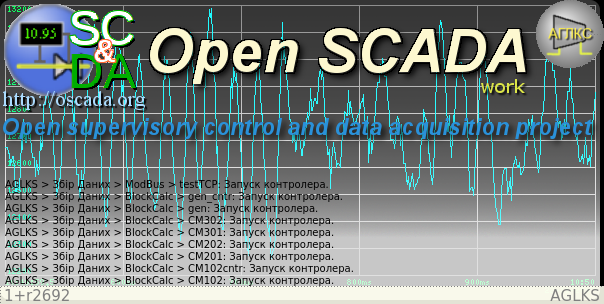 13200
SC
&
DA
10.95
Open SCADA
АГЛКС
work
http://oscada.org
Open supervisory control and data acquisition project
12600
AGLKS > Збір Даних > ModBus > testTCP: Запуск контролера.
AGLKS > Збір Даних > BlockCalc > gen_cntr: Запуск контролера.
AGLKS > Збір Даних > BlockCalc > gen: Запуск контролера.
AGLKS > Збір Даних > BlockCalc > CM302: Запуск контролера.
AGLKS > Збір Даних > BlockCalc > CM301: Запуск контролера.
AGLKS > Збір Даних > BlockCalc > CM202: Запуск контролера.
AGLKS > Збір Даних > BlockCalc > CM201: Запуск контролера.
AGLKS > Збір Даних > BlockCalc > CM102cntr: Запуск контролера.
AGLKS > Збір Даних > BlockCalc > CM102: Запуск контролера.
800ms 900ms
1+r2692 AGLKS